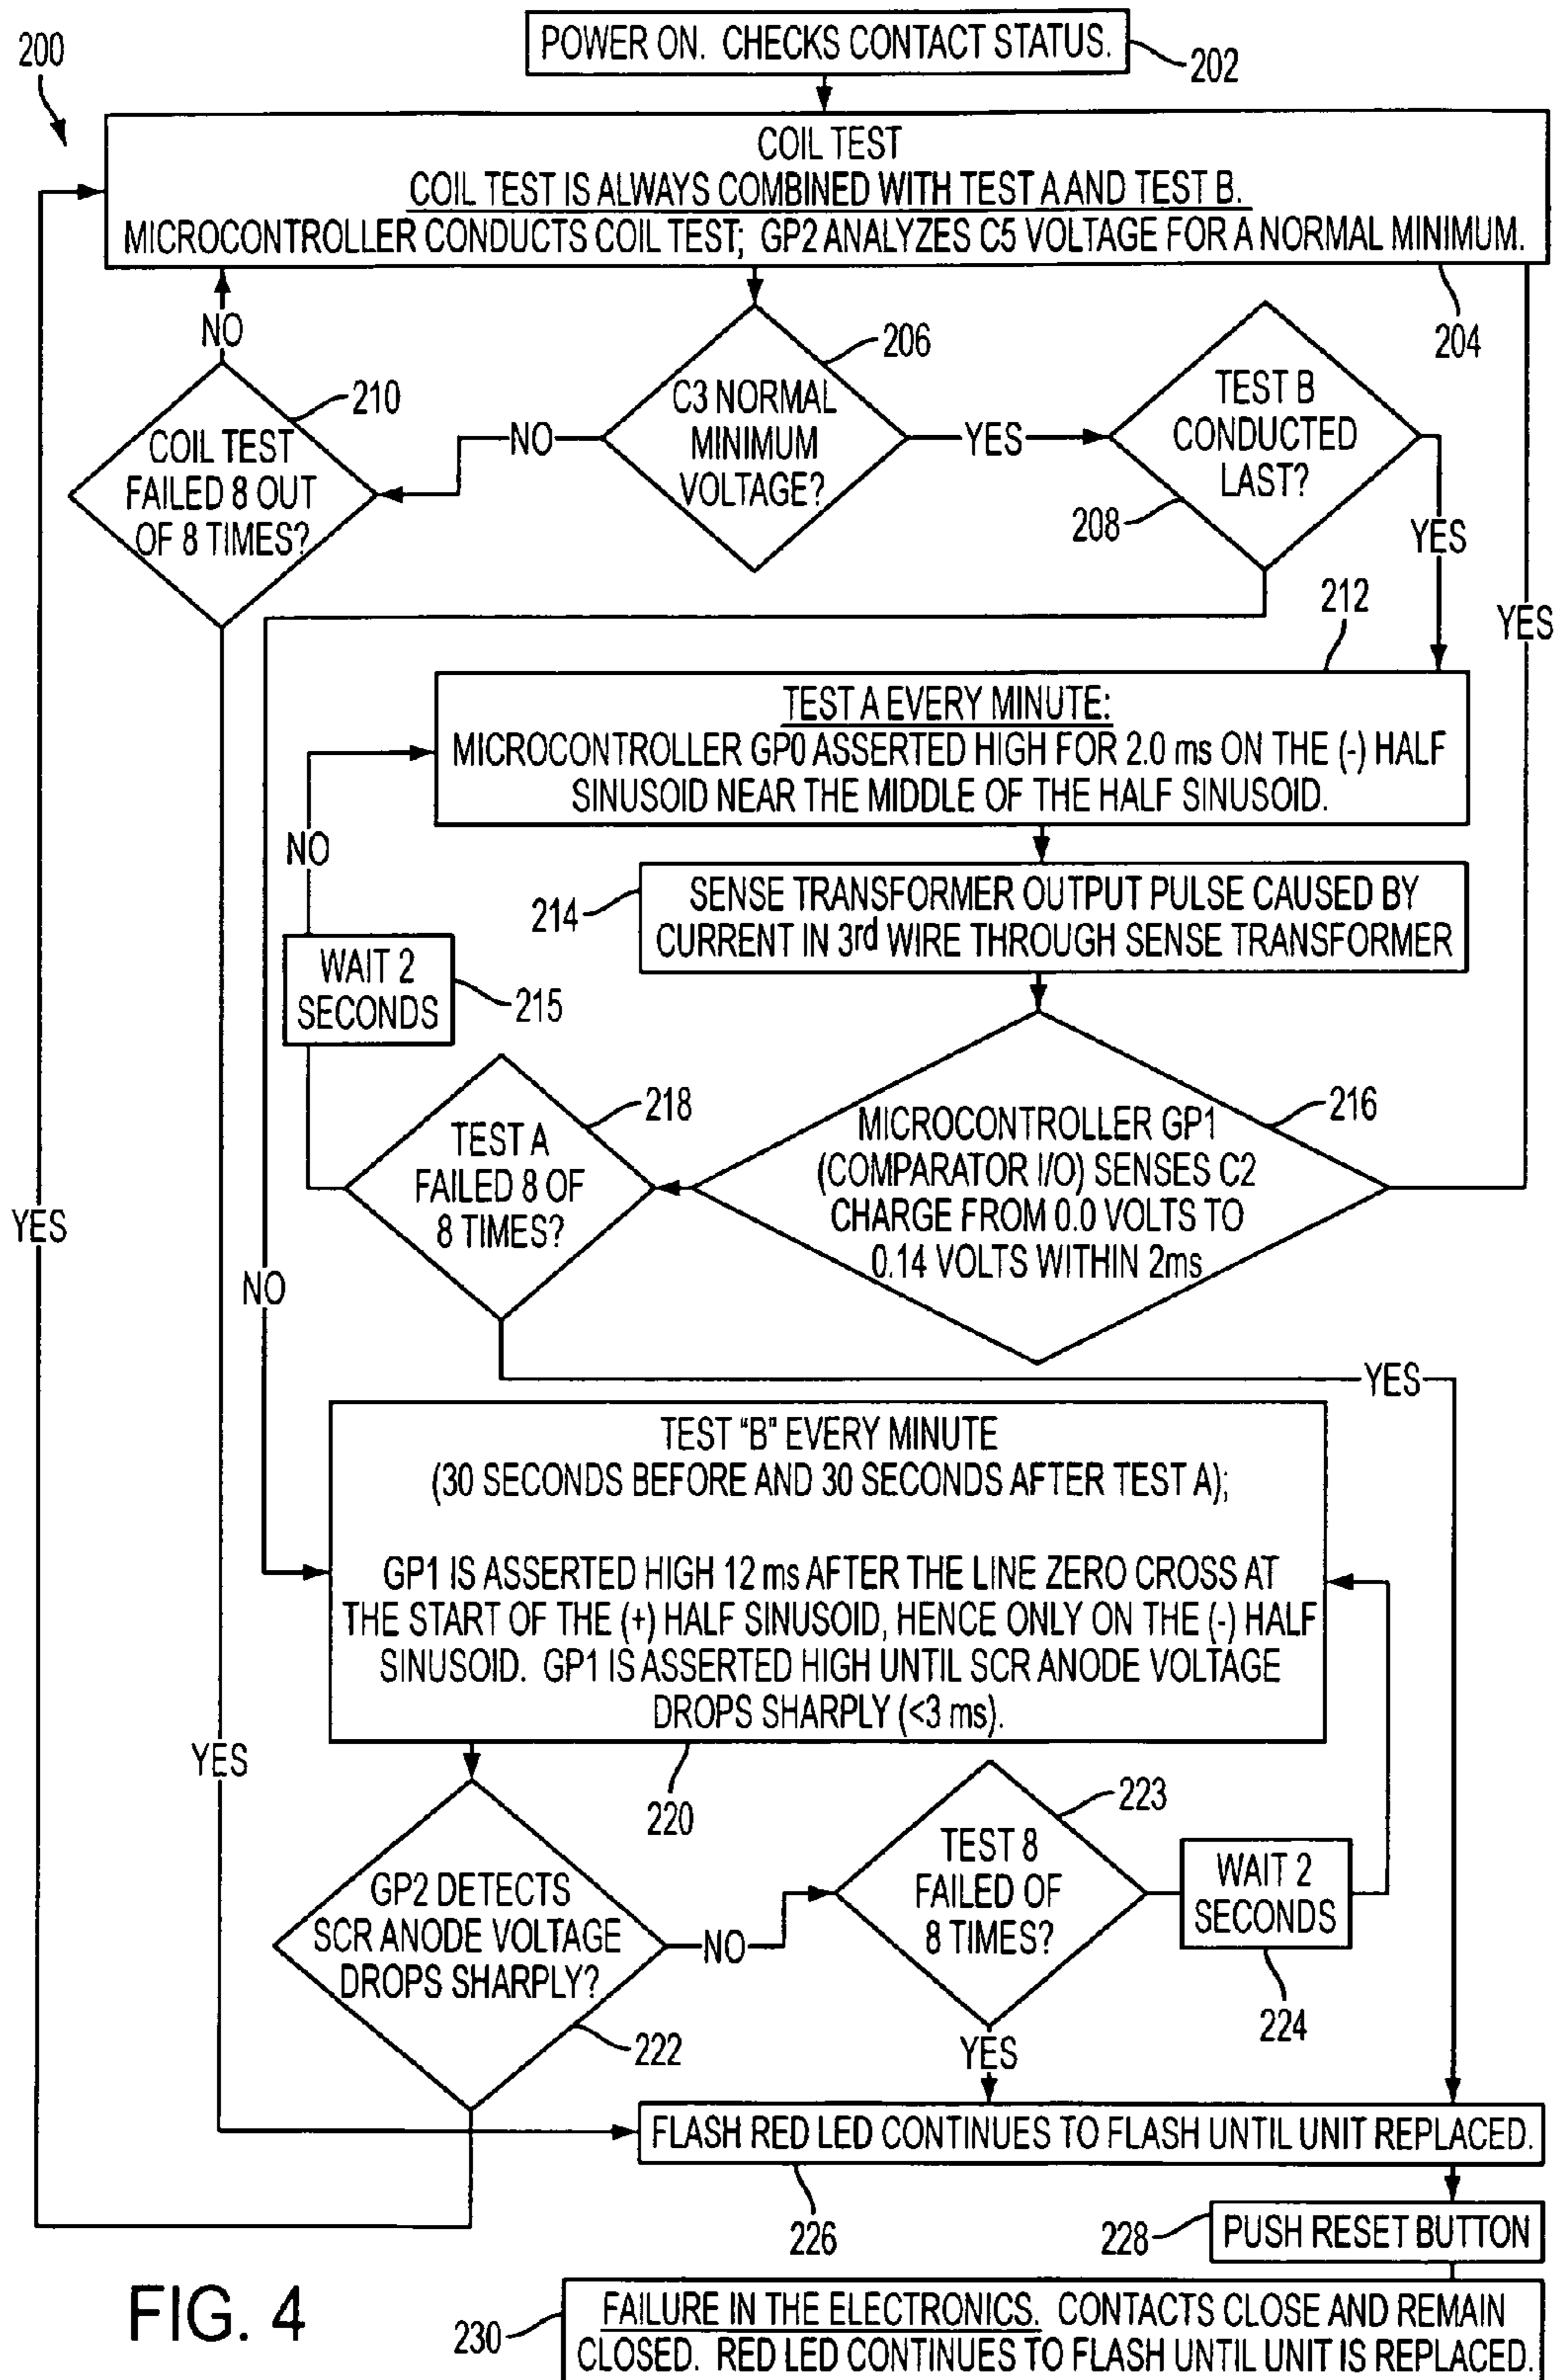 200
POWER ON. CHECKS CONTACT STATUS.
202
COIL TEST
COIL TEST IS ALWAYS COMBINED WITH TEST A AND TEST B.
MICROCONTROLLER CONDUCTS COIL TEST; GP2 ANALYZES C5 VOLTAGE FOR A NORMAL MINIMUM.
204
NO
206
C3 NORMAL
MINIMUM
VOLTAGE?
210
COIL TEST
FAILED 8 OUT
OF 8 TIMES?
NO
YES
TEST B
CONDUCTED
LAST?
208
YES
YES
212
TEST A EVERY MINUTE:
MICROCONTROLLER GP0 ASSERTED HIGH FOR 2.0 ms ON THE (-) HALF
SINUSOID NEAR THE MIDDLE OF THE HALF SINUSOID.
NO
214
SENSE TRANSFORMER OUTPUT PULSE CAUSED BY
CURRENT IN 3rd WIRE THROUGH SENSE TRANSFORMER
WAIT 2
SECONDS
215
218
TEST A
FAILED 8 OF
8 TIMES?
216
MICROCONTROLLER GP1
(COMPARATOR I/O) SENSES C2
CHARGE FROM 0.0 VOLTS TO
0.14 VOLTS WITHIN 2ms
YES
NO
YES
TEST "B" EVERY MINUTE
(30 SECONDS BEFORE AND 30 SECONDS AFTER TEST A);
GP1 IS ASSERTED HIGH 12 ms AFTER THE LINE ZERO CROSS AT
THE START OF THE (+) HALF SINUSOID, HENCE ONLY ON THE (-) HALF
SINUSOID. GP1 IS ASSERTED HIGH UNTIL SCR ANODE VOLTAGE
DROPS SHARPLY (<3 ms).
YES
220
223
TEST 8
FAILED OF
8 TIMES?
WAIT 2
SECONDS
224
GP2 DETECTS
SCR ANODE VOLTAGE
DROPS SHARPLY?
NO
222
YES
FLASH RED LED CONTINUES TO FLASH UNTIL UNIT REPLACED.
226
228
PUSH RESET BUTTON
FIG. 4
230
FAILURE IN THE ELECTRONICS. CONTACTS CLOSE AND REMAIN
CLOSED. RED LED CONTINUES TO FLASH UNTIL UNIT IS REPLACED.